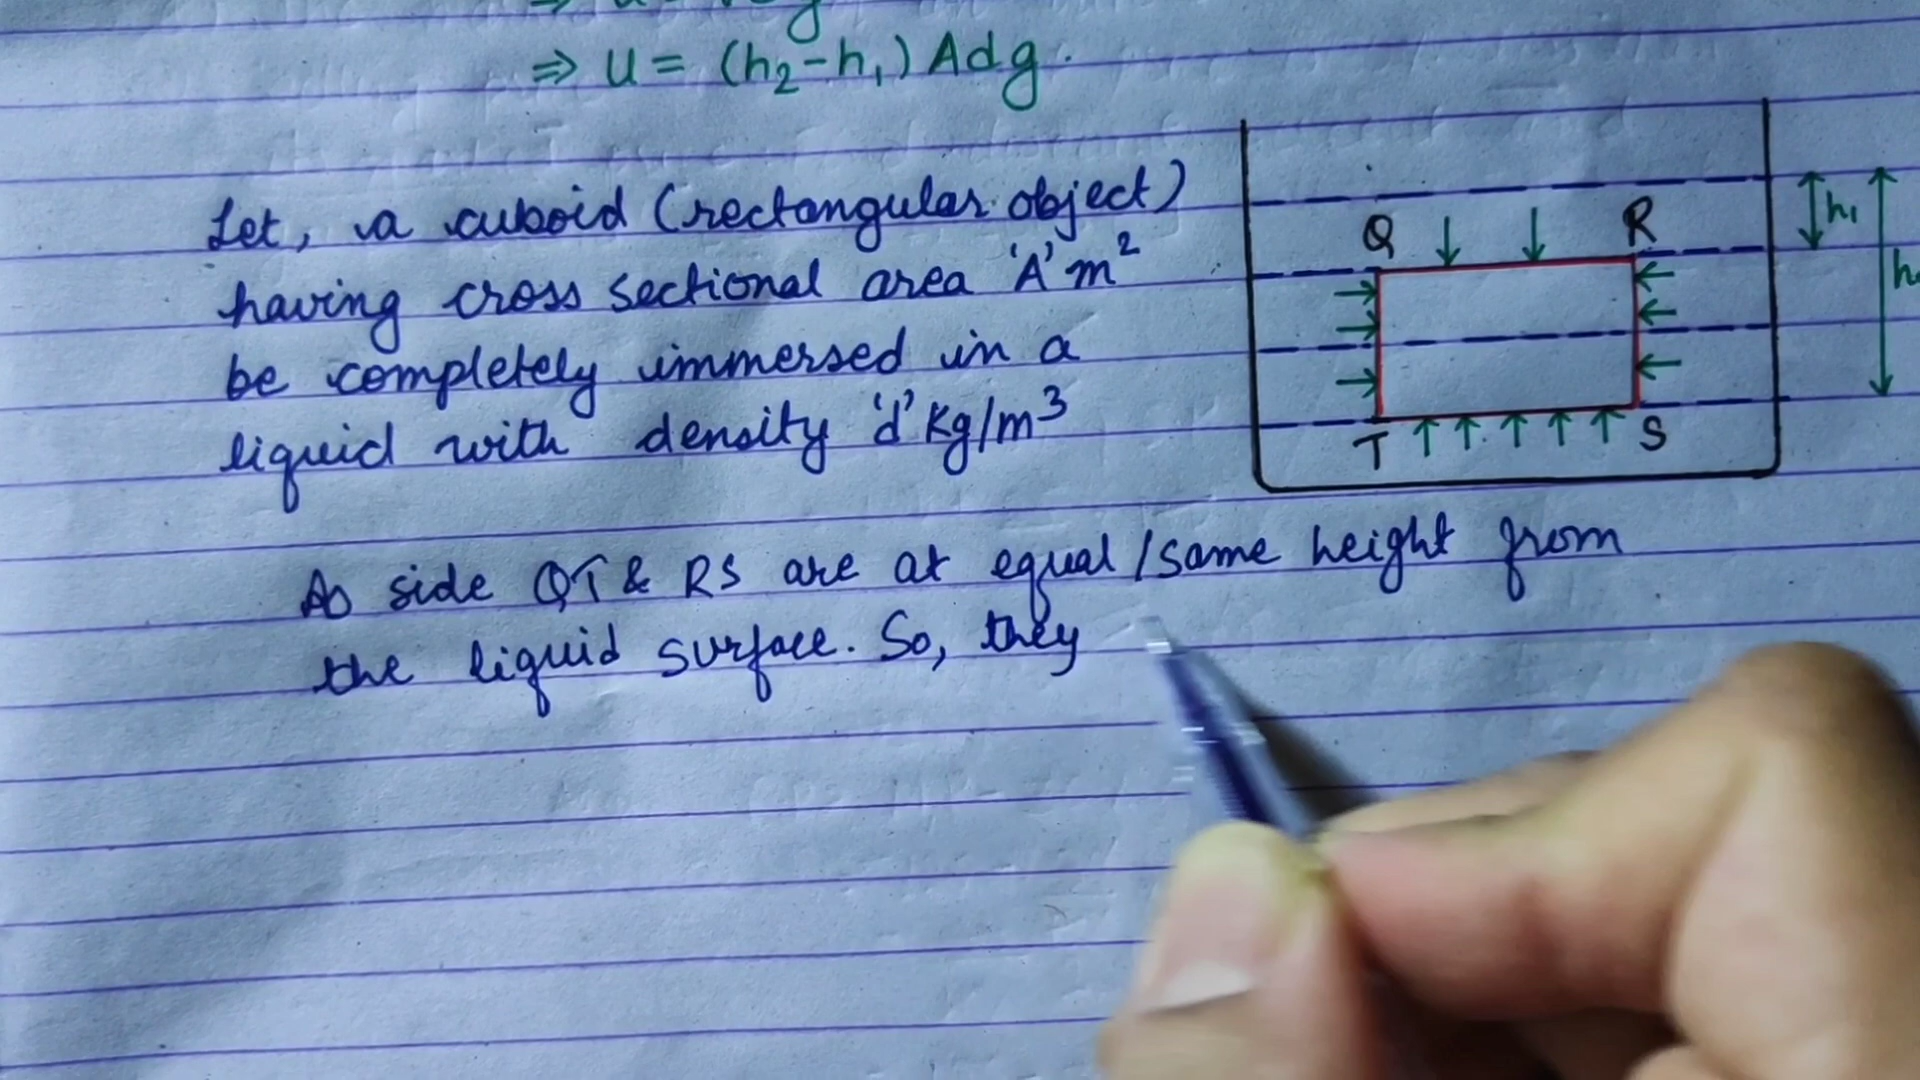 ⇒ U = (h₂-h₁) Adg.
Let, a cuboid (rectangular object)
having cross sectional area 'A' m²
be completely immersed in a
liquid with density 'd' Kg/m³
Q
R
T
S
h₁
h
As side QT & RS are at equal/same height from
the liquid surface. So, they